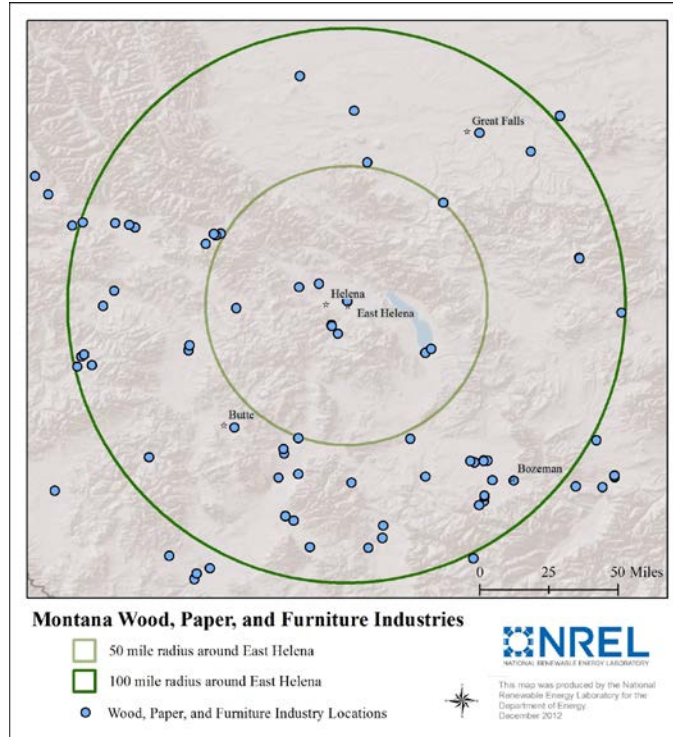 Great Falls
Helena
East Helena
Butte
Bozeman
0 25 50 Miles
Montana Wood, Paper, and Furniture Industries
50 mile radius around East Helena
100 mile radius around East Helena
Wood, Paper, and Furniture Industry Locations
NREL
NATIONAL RENEWABLE ENERGY LABORATORY
This map was produced by the National
Renewable Energy Laboratory for the
Department of Energy.
December 2012